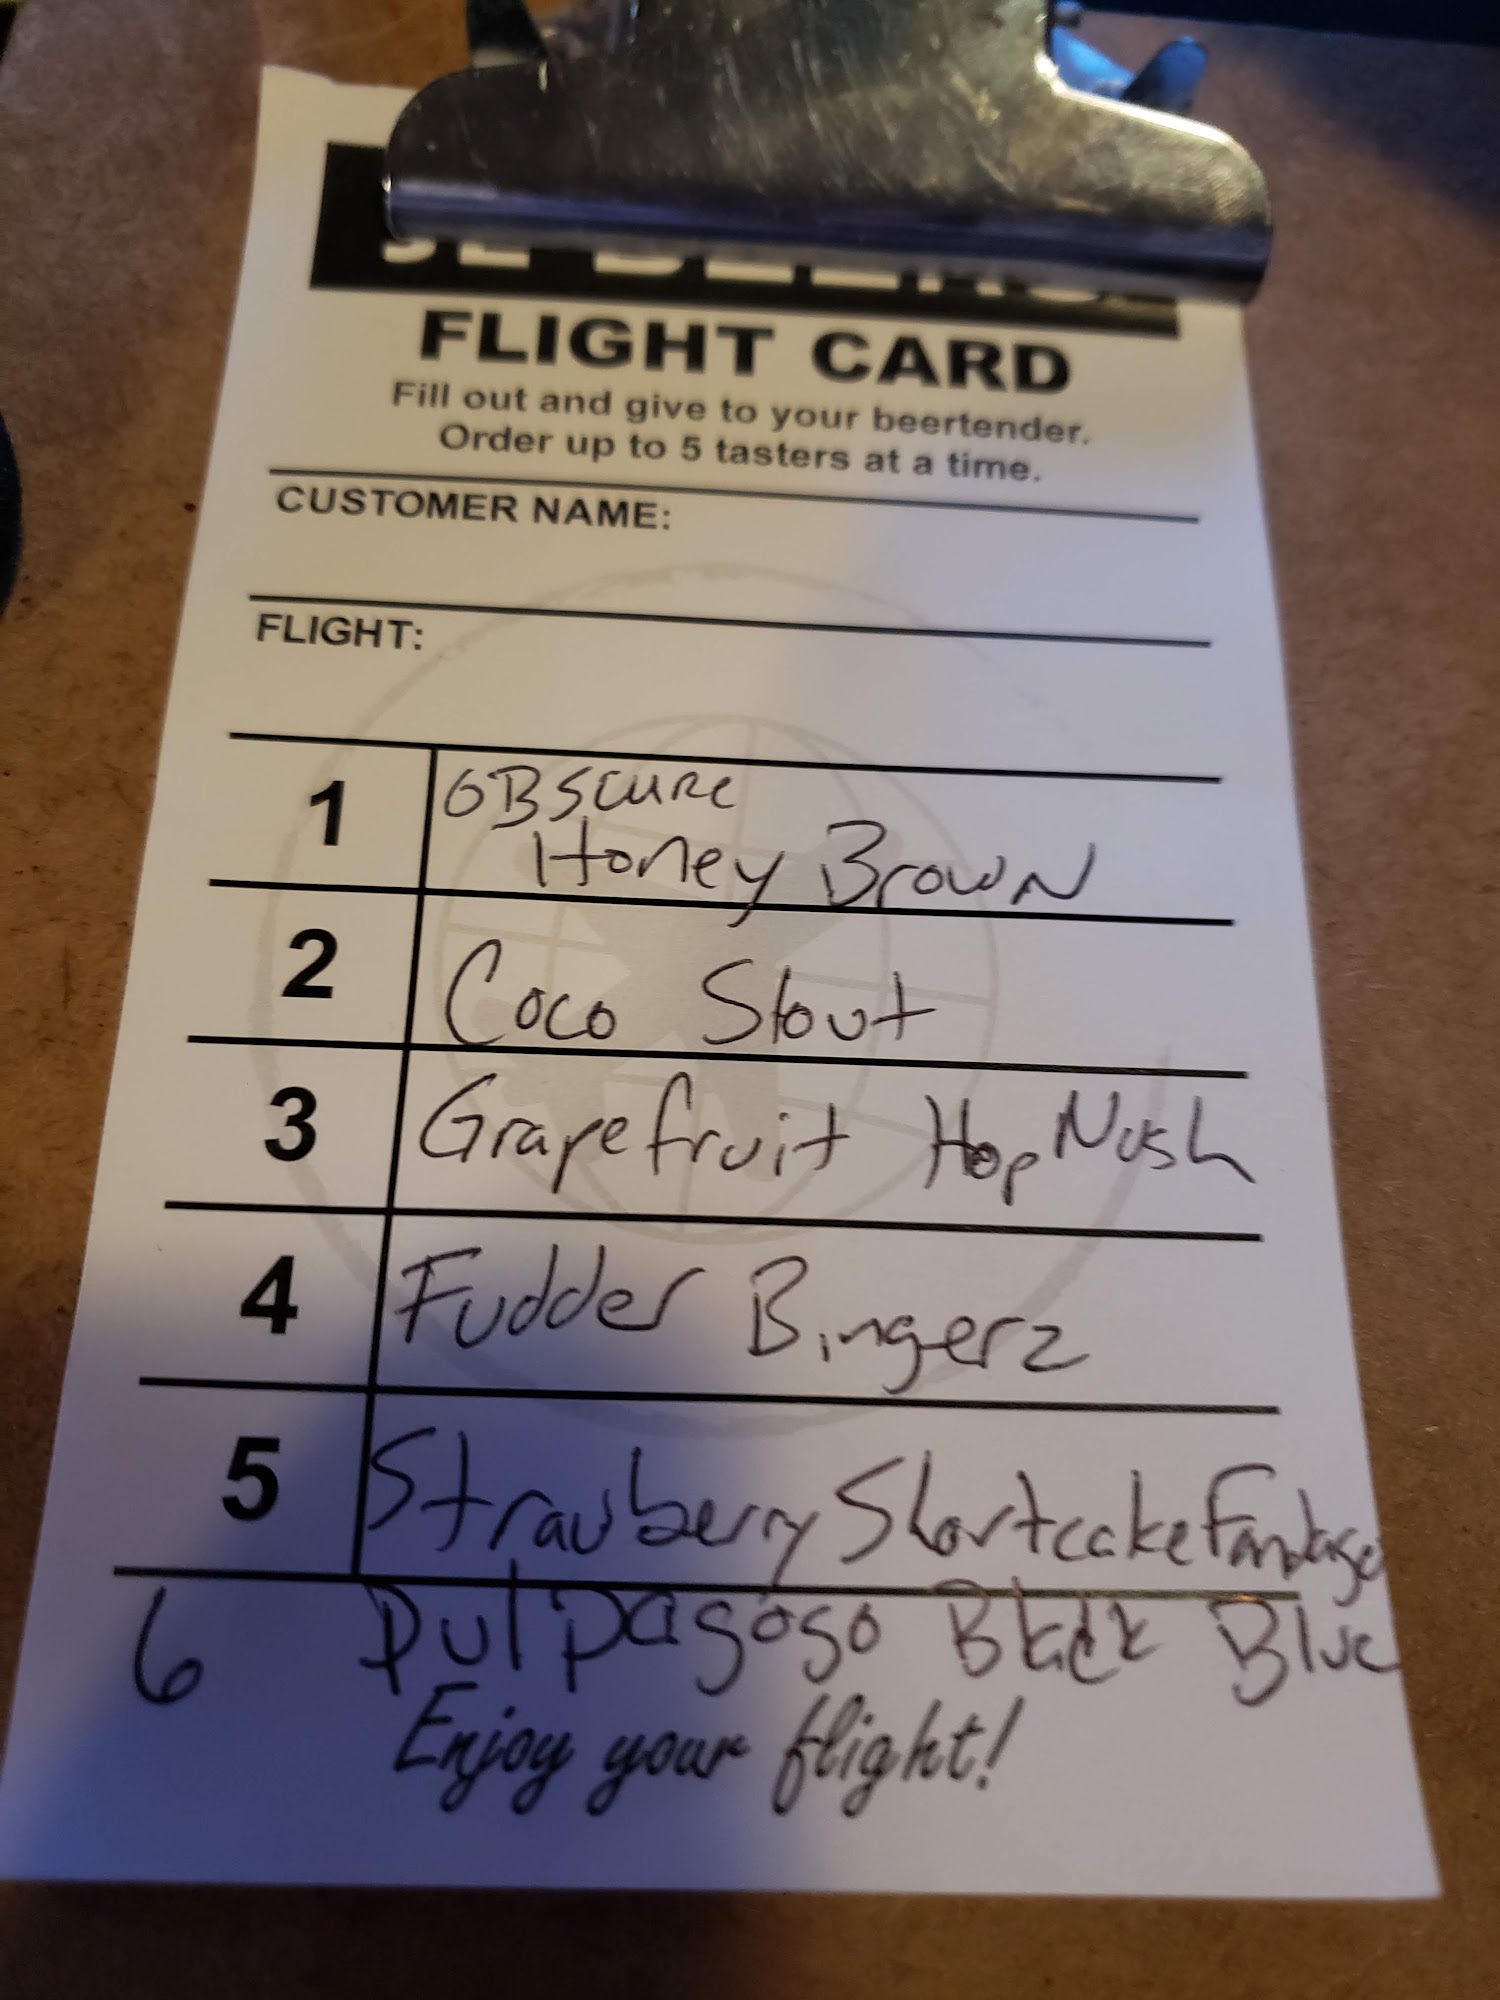 FLIGHT CARD
Fill out and give to your beertender.
Order up to 5 tasters at a time.
CUSTOMER NAME:
FLIGHT:
1 OBSCURE
Honey Brown
2 Coco Stout
3 Grapefruit Hop Nosh
4 Fudder Bingerz
5 Strawberry Shortcake
6 Pulpagoso Black Blue
Enjoy your flight!